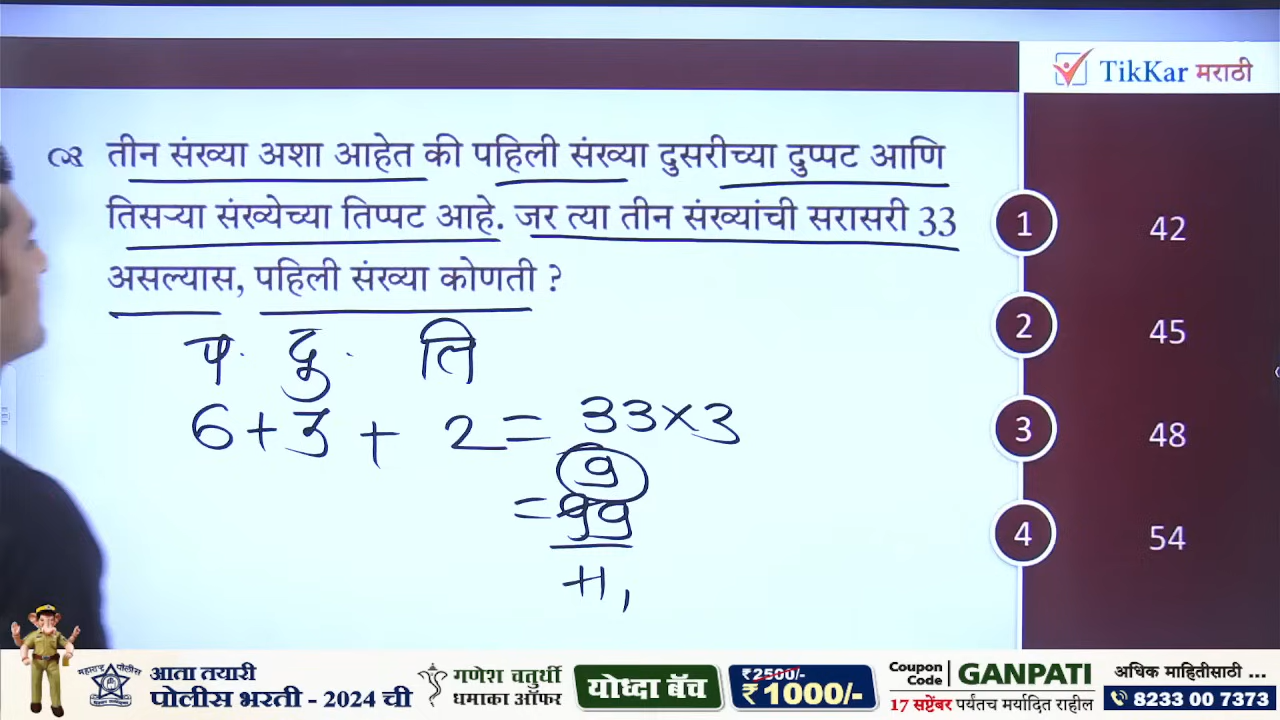 TikKar मराठी
तीन संख्या अशा आहेत की पहिली संख्या दुसरीच्या दुप्पट आणि
तिसऱ्या संख्येच्या तिप्पट आहे. जर त्या तीन संख्यांची सरासरी 33
असल्यास, पहिली संख्या कोणती ?
1 42
2 45
3 48
4 54
प. दु. ति
6+3 + 2 = 33×3
9
= 99
11,
महाराष्ट्र पोलीस
आता तयारी
पोलीस भरती - 2024 ची
गणेश चतुर्थी
धमाका ऑफर
योध्दा बॅच
₹2500/-
₹1000/-
Coupon Code GANPATI
17 सप्टेंबर पर्यंतच मर्यादित राहील
अधिक माहितीसाठी ...
8233 00 7373